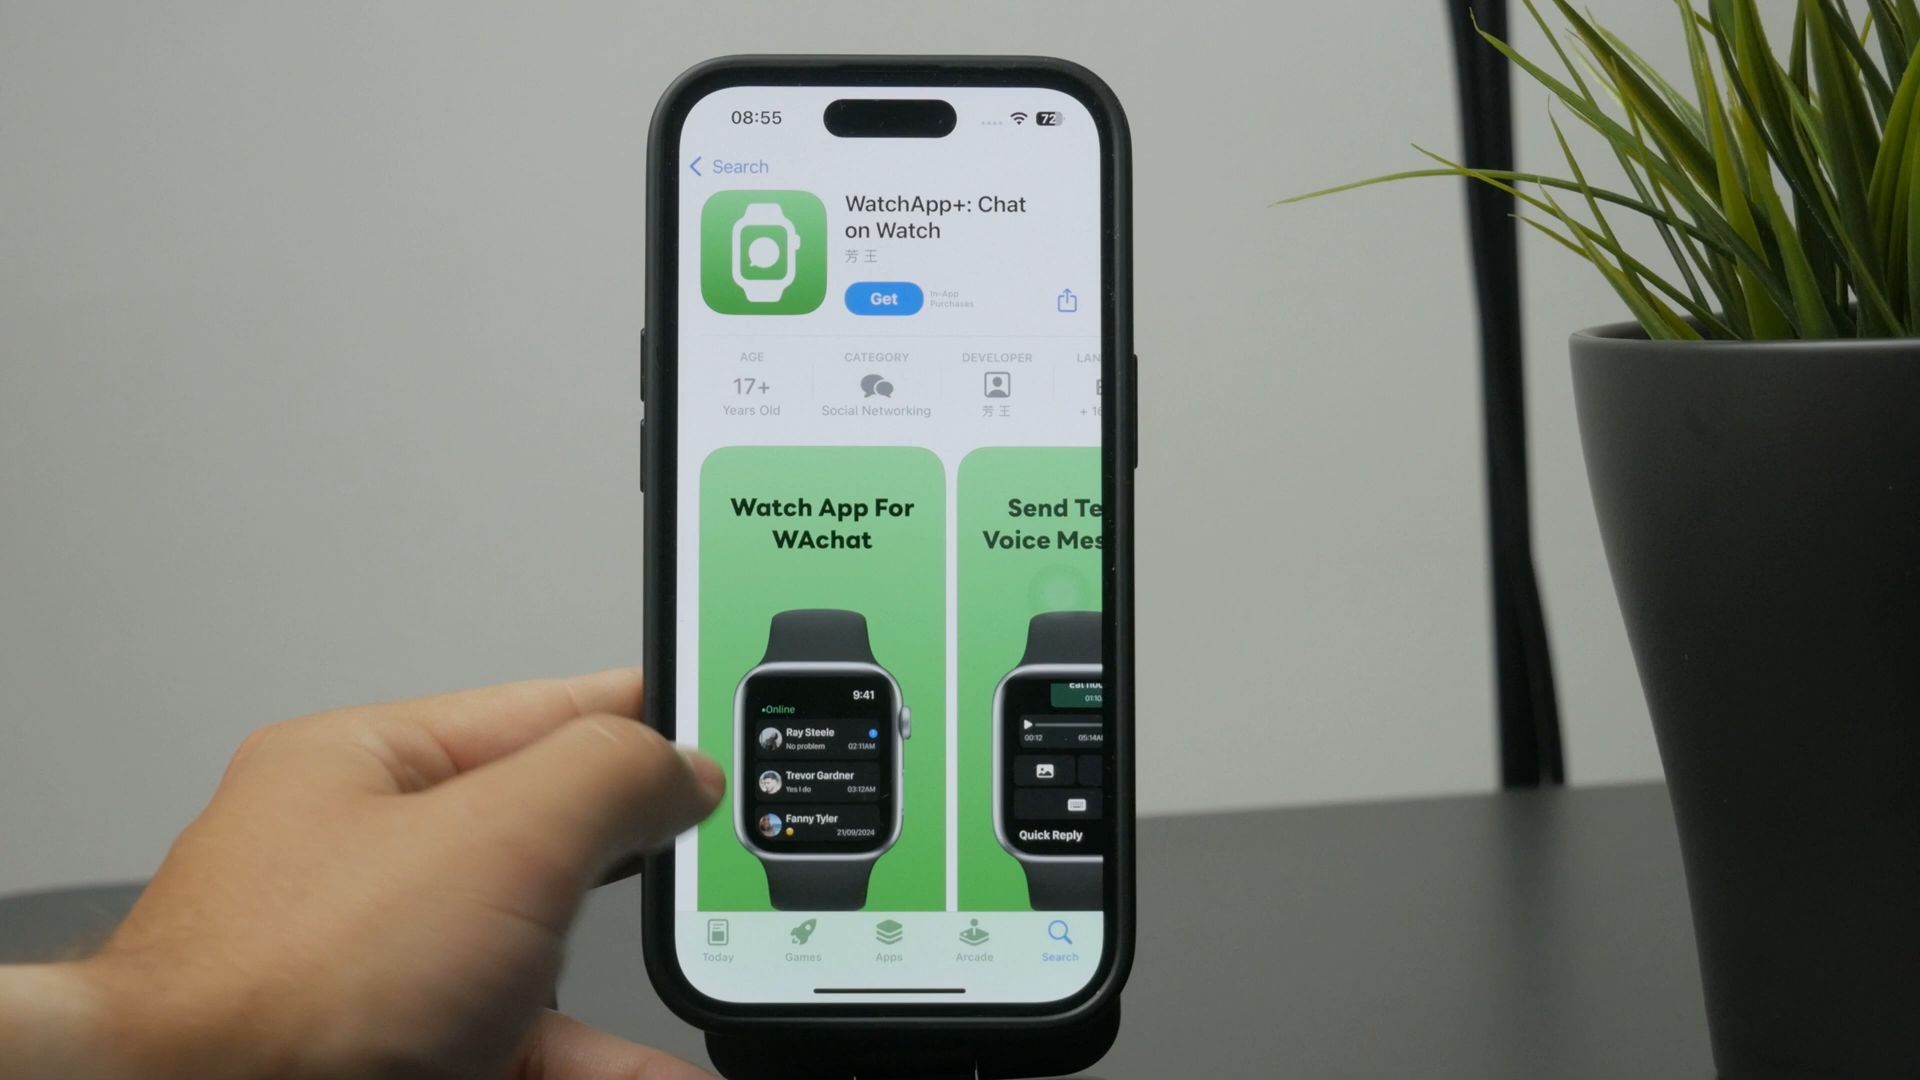 08:55
72
Search
WatchApp+: Chat
on Watch
芳 王
Get
In-App
Purchases
AGE
CATEGORY
DEVELOPER
LAN
17+
Years Old
Social Networking
芳 王
+ 16
Watch App For
WAchat
Send Te
Voice Mes
9:41
•Online
Ray Steele
No problem
02:11AM
Trevor Gardner
Yes I do
03:12AM
Fanny Tyler
21/09/2024
01:10
00:12
05:14A
Quick Reply
Today
Games
Apps
Arcade
Search